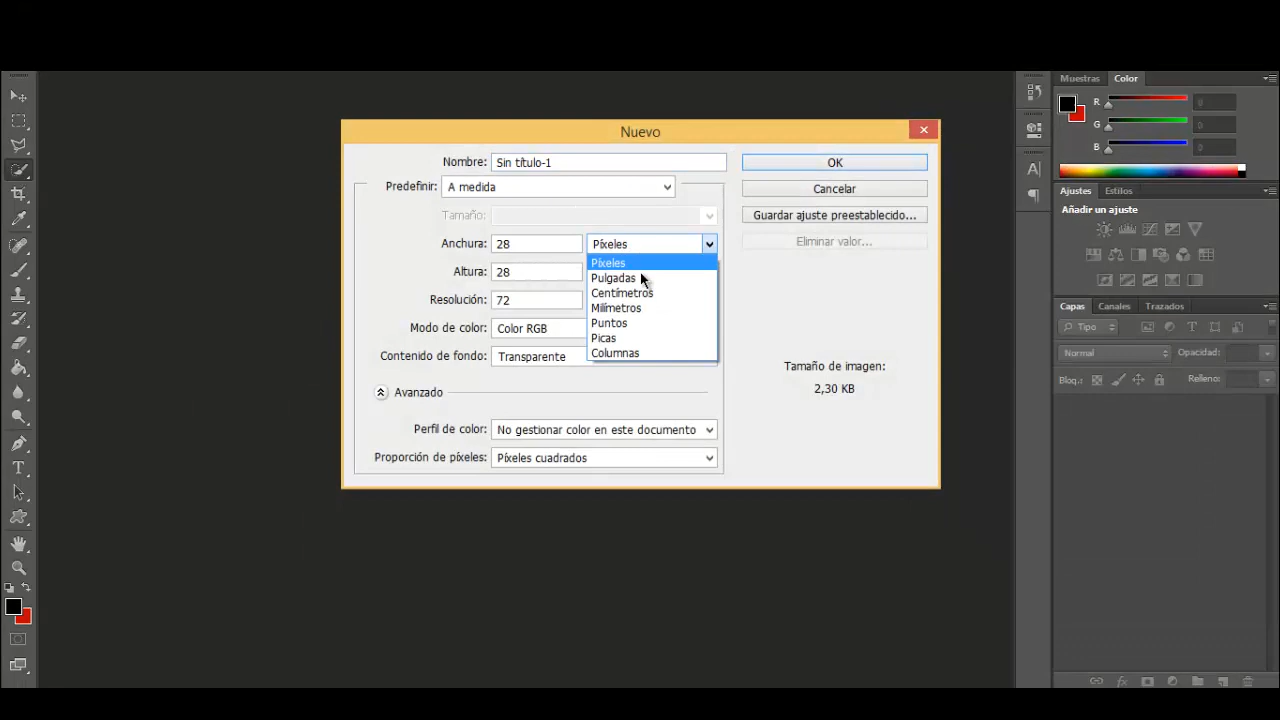 Nuevo
Nombre: Sin título-1
OK
Predefinir: A medida
Cancelar
Tamaño:
Guardar ajuste preestablecido...
Anchura: 28 Píxeles
Eliminar valor...
Píxeles
Altura: 28
Pulgadas
Centímetros
Resolución: 72
Milímetros
Modo de color: Color RGB
Puntos
Picas
Contenido de fondo: Transparente
Columnas
Tamaño de imagen:
2,30 KB
Avanzado
Perfil de color: No gestionar color en este documento
Proporción de píxeles: Píxeles cuadrados
Muestras Color
R 0
G 0
B 0
Ajustes Estilos
Añadir un ajuste
Capas Canales Trazados
Tipo
Normal Opacidad:
Bloq.: Relleno: